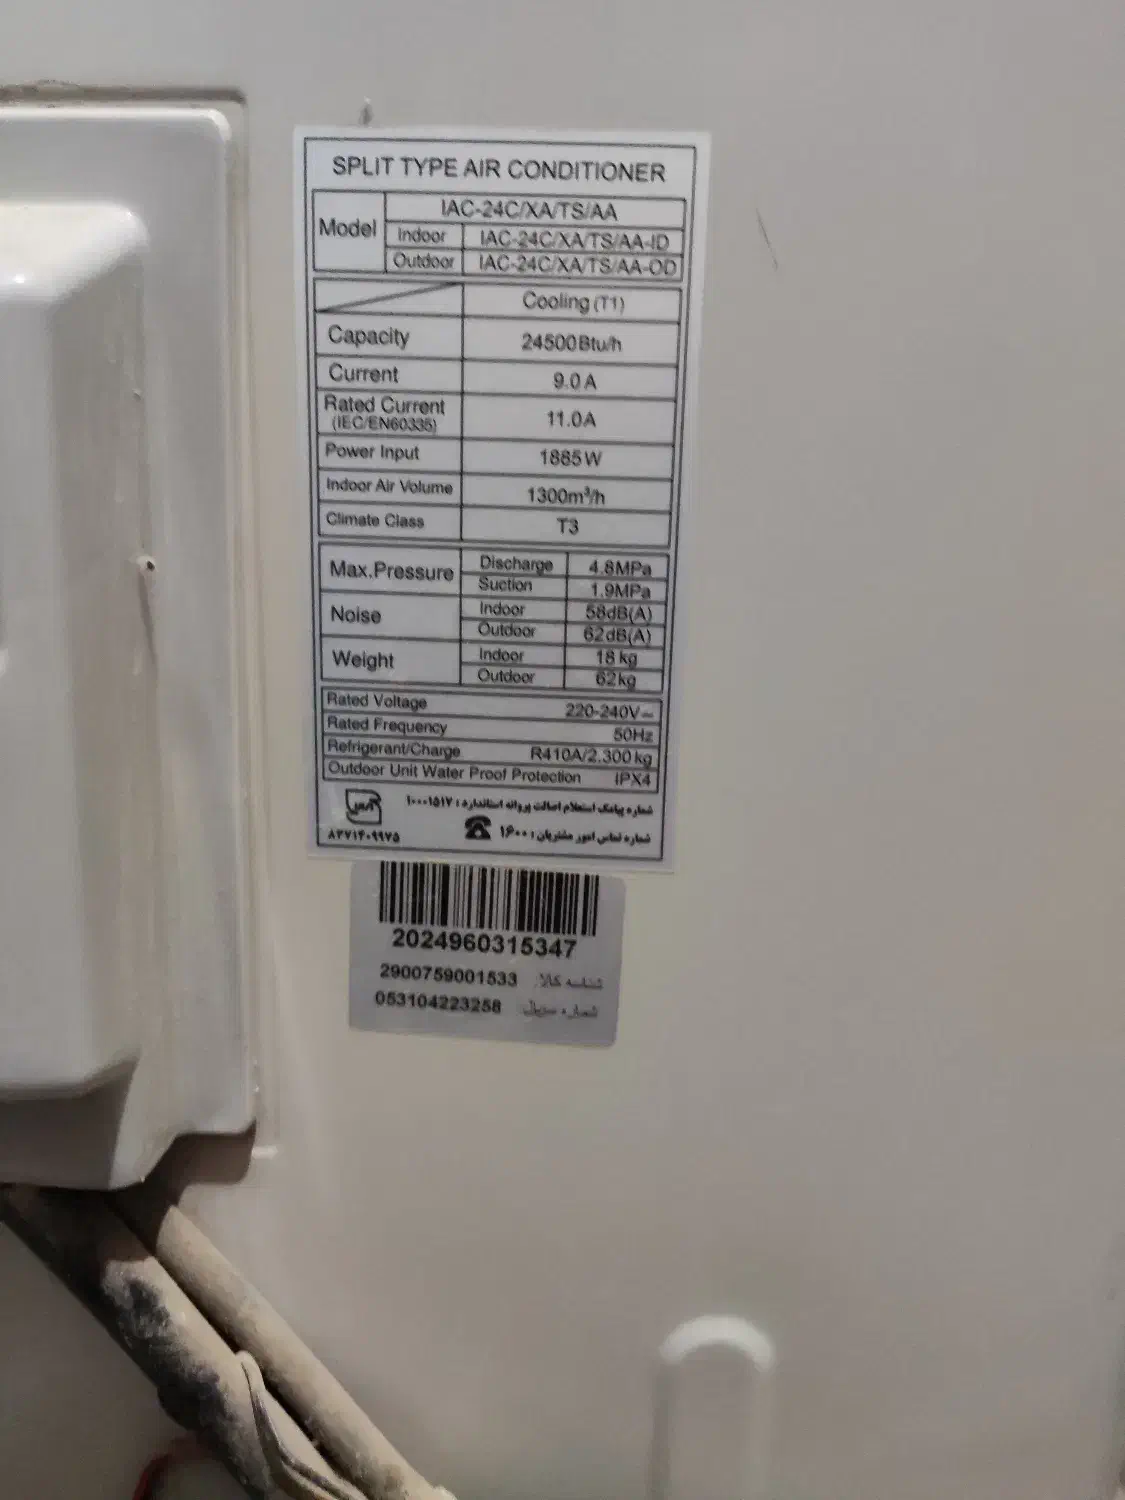 SPLIT TYPE AIR CONDITIONER
Model IAC-24C/XA/TS/AA
Indoor IAC-24C/XA/TS/AA-ID
Outdoor IAC-24C/XA/TS/AA-OD
Cooling (T1)
Capacity 24500Btu/h
Current 9.0A
Rated Current (IEC/EN60335) 11.0A
Power Input 1885W
Indoor Air Volume 1300m³/h
Climate Class T3
Max.Pressure Discharge 4.8MPa
Suction 1.9MPa
Noise Indoor 58dB(A)
Outdoor 62dB(A)
Weight Indoor 18kg
Outdoor 62kg
Rated Voltage 220-240V~
Rated Frequency 50Hz
Refrigerant/Charge R410A/2.300kg
Outdoor Unit Water Proof Protection IPX4
شماره پیامک استعلام اصالت پروانه استاندارد: ۱۰۰۰۱۵۱۷
شماره تماس امور مشتریان: ۱۶۰۰
۸۳۷۱۴۰۹۹۷۵
2024960315347
شناسه کالا: 2900759001533
شماره سریال: 053104223258